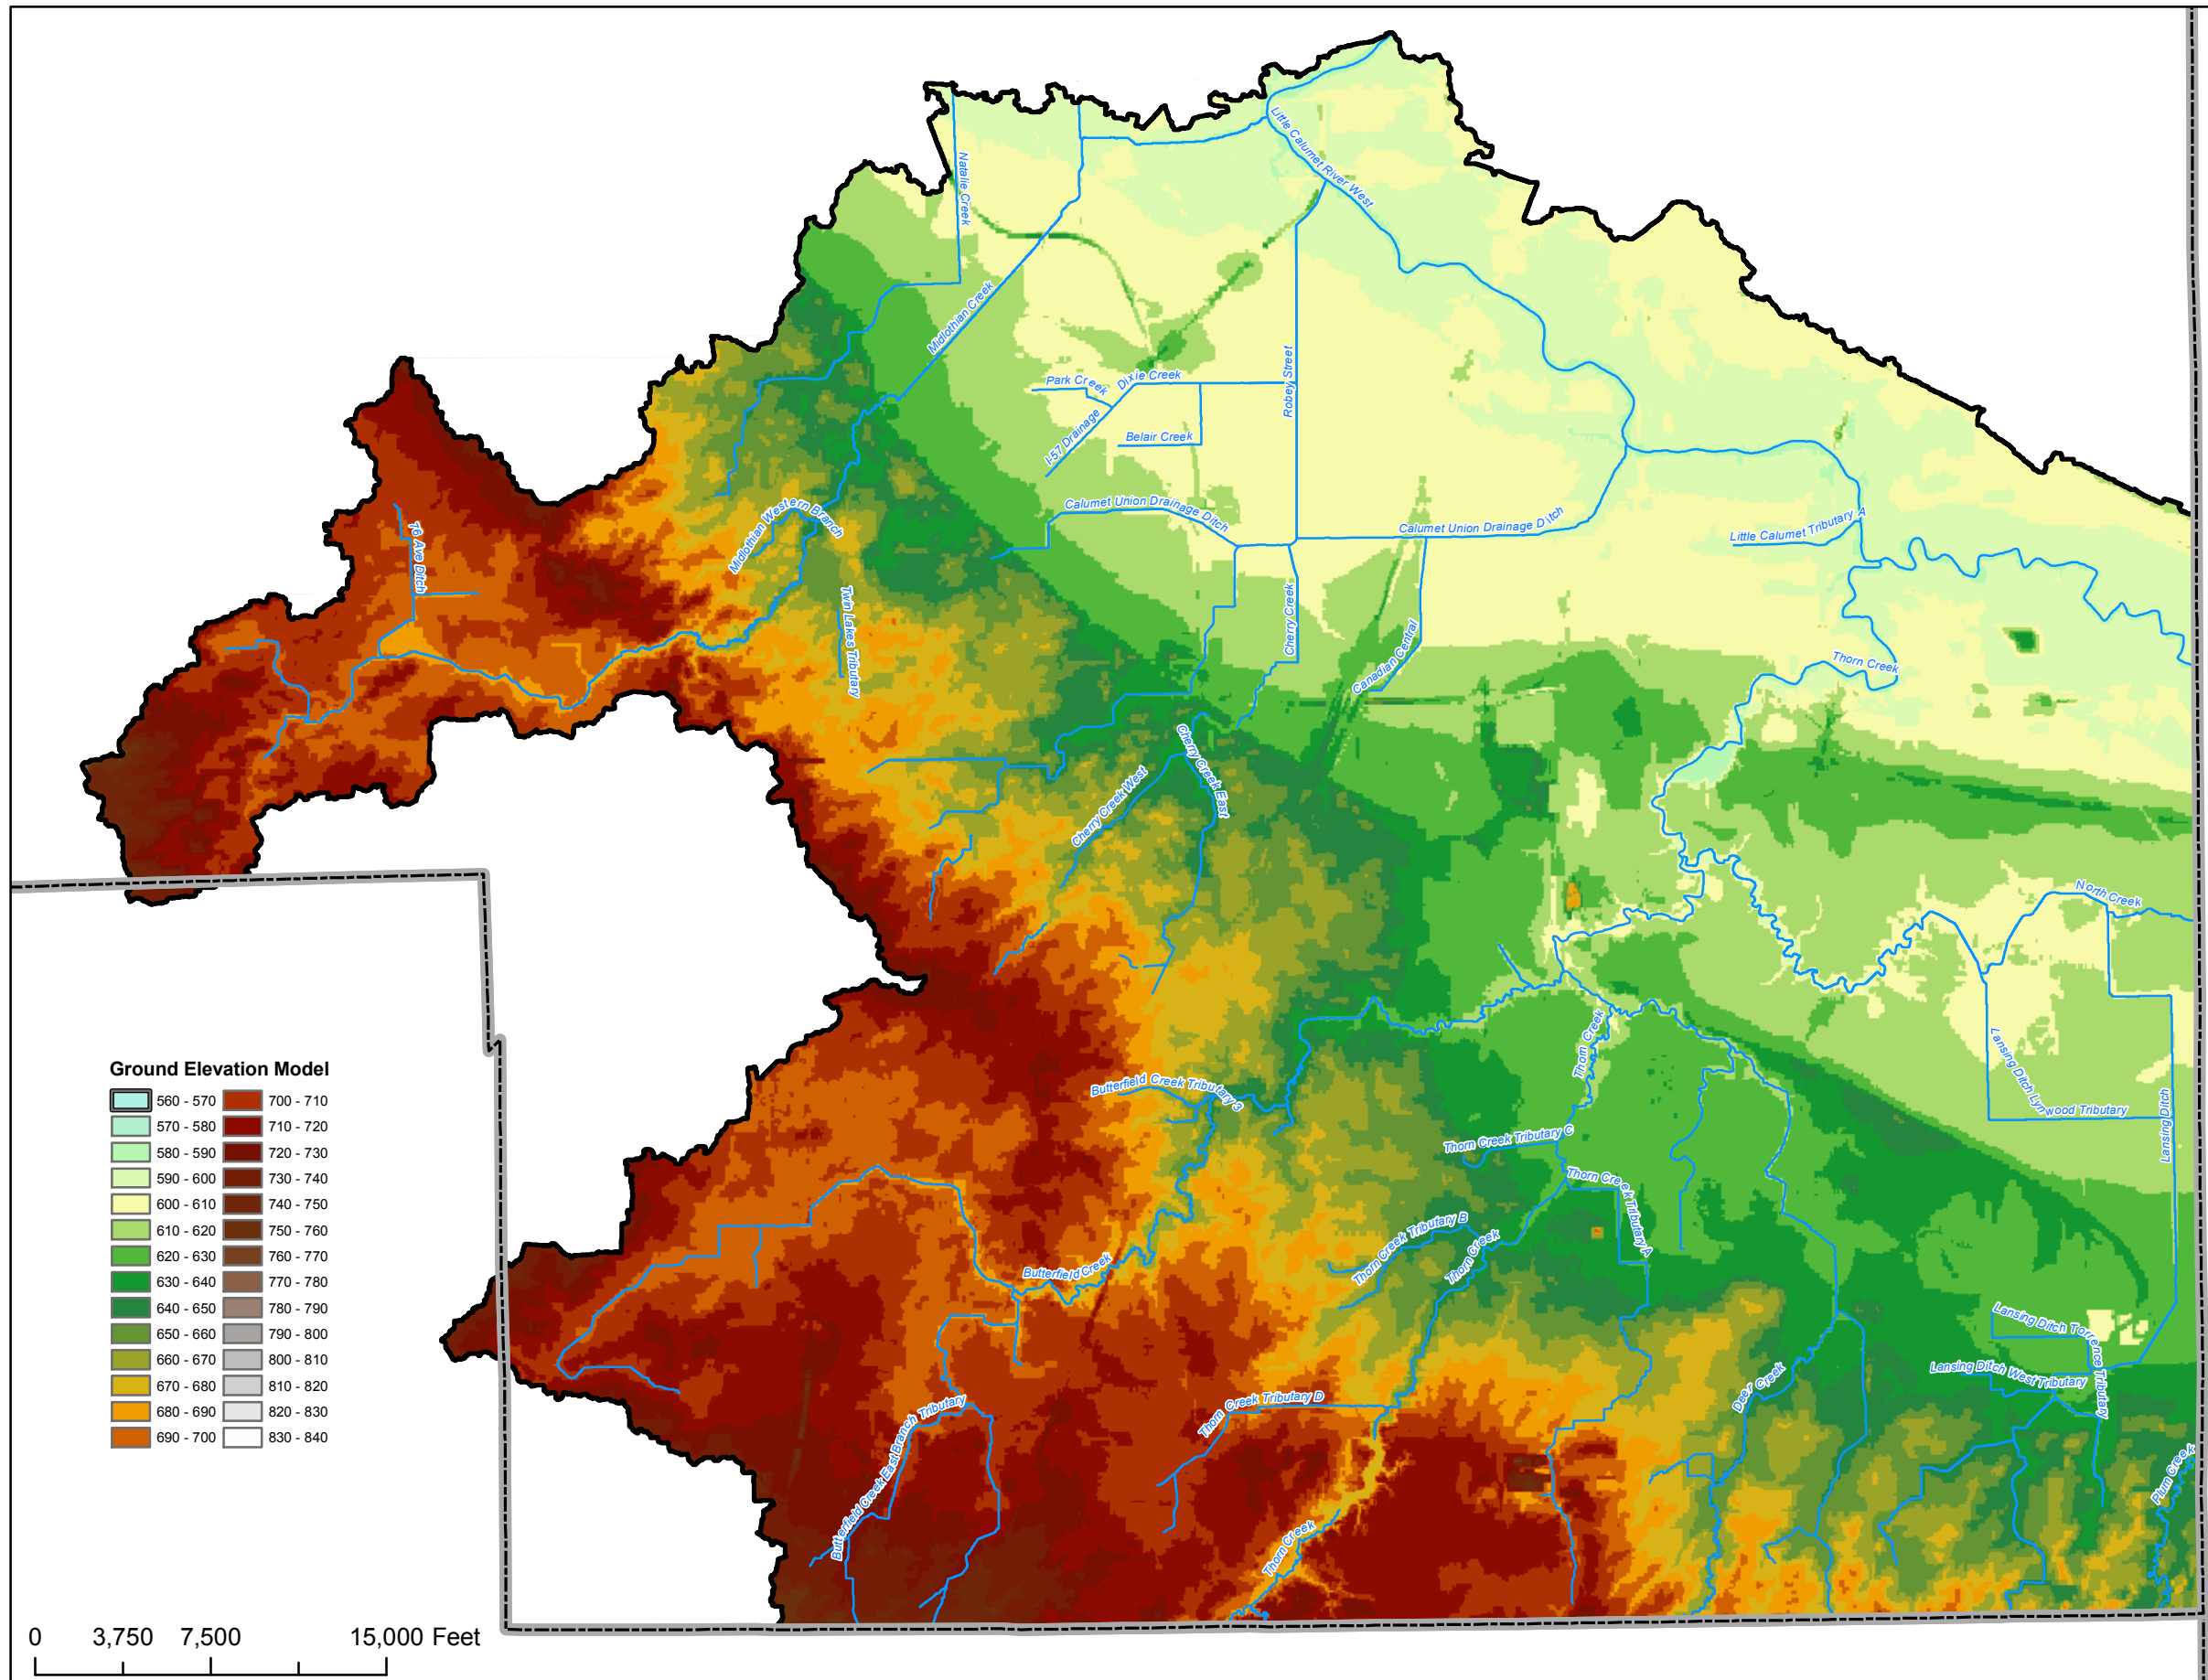 Little Calumet River West
Natalie Creek
Midlothian Creek
Park Creek
Dixie Creek
Robey Street
I-57 Drainage
Belair Creek
Calumet Union Drainage Ditch
Calumet Union Drainage Ditch
Little Calumet Tributary A
Midlothian Western Branch
76 Ave Ditch
Twin Lakes Tributary
Cherry Creek
Canadian Central
Thorn Creek
Cherry Creek East
Cherry Creek West
North Creek
Thorn Creek
Lansing Ditch Lynwood Tributary
Lansing Ditch
Butterfield Creek Tributary 3
Thorn Creek Tributary C
Thorn Creek Tributary A
Thorn Creek Tributary B
Thorn Creek
Butterfield Creek
Lansing Ditch Torrence Tributary
Lansing Ditch West Tributary
Deer Creek
Thorn Creek Tributary D
Butterfield Creek East Branch Tributary
Plum Creek
Thorn Creek
Ground Elevation Model
560 - 570 700 - 710
570 - 580 710 - 720
580 - 590 720 - 730
590 - 600 730 - 740
600 - 610 740 - 750
610 - 620 750 - 760
620 - 630 760 - 770
630 - 640 770 - 780
640 - 650 780 - 790
650 - 660 790 - 800
660 - 670 800 - 810
670 - 680 810 - 820
680 - 690 820 - 830
690 - 700 830 - 840
0 3,750 7,500 15,000 Feet